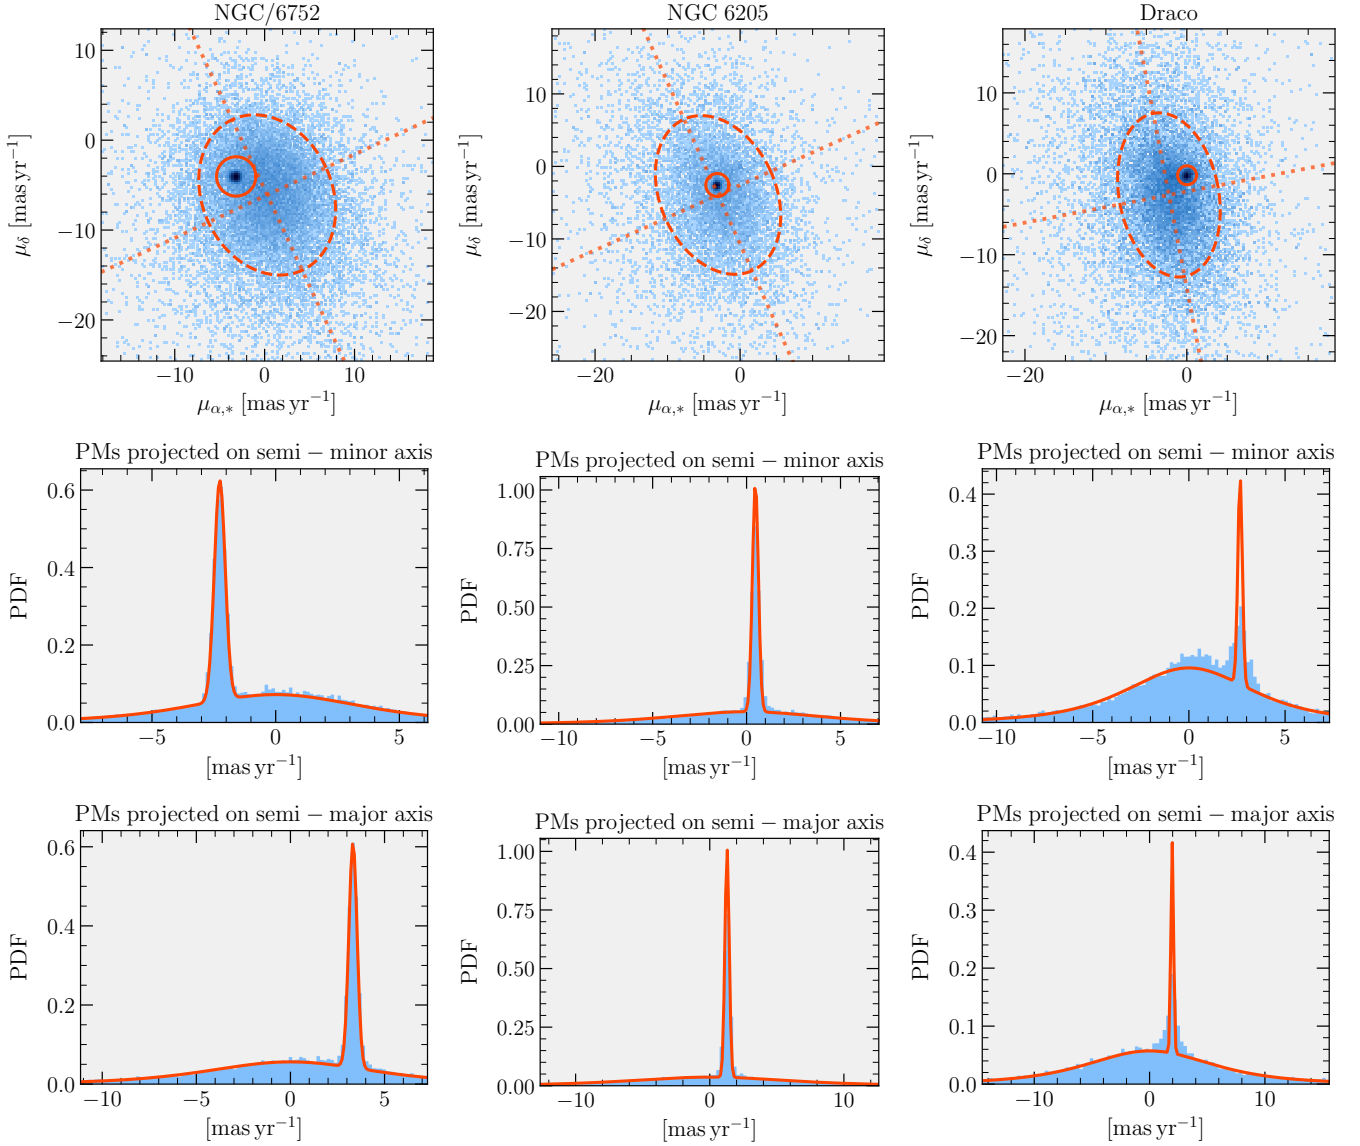 NGC/6752 NGC 6205 Draco
10 0 −10 −20
10 0 −10 −20
10 0 −10 −20
μδ [mas yr−1] μδ [mas yr−1] μδ [mas yr−1]
−10 0 10 −20 0 −20 0
μα,∗ [mas yr−1] μα,∗ [mas yr−1] μα,∗ [mas yr−1]
PMs projected on semi − minor axis PMs projected on semi − minor axis PMs projected on semi − minor axis
0.6 0.4 0.2 0.0
1.00 0.75 0.50 0.25 0.00
0.4 0.3 0.2 0.1 0.0
PDF PDF PDF
−5 0 5 −10 −5 0 5 −10 −5 0 5
[mas yr−1] [mas yr−1] [mas yr−1]
PMs projected on semi − major axis PMs projected on semi − major axis PMs projected on semi − major axis
0.6 0.4 0.2 0.0
1.00 0.75 0.50 0.25 0.00
0.4 0.3 0.2 0.1 0.0
PDF PDF PDF
−10 −5 0 5 −10 0 10 −10 0 10
[mas yr−1] [mas yr−1] [mas yr−1]